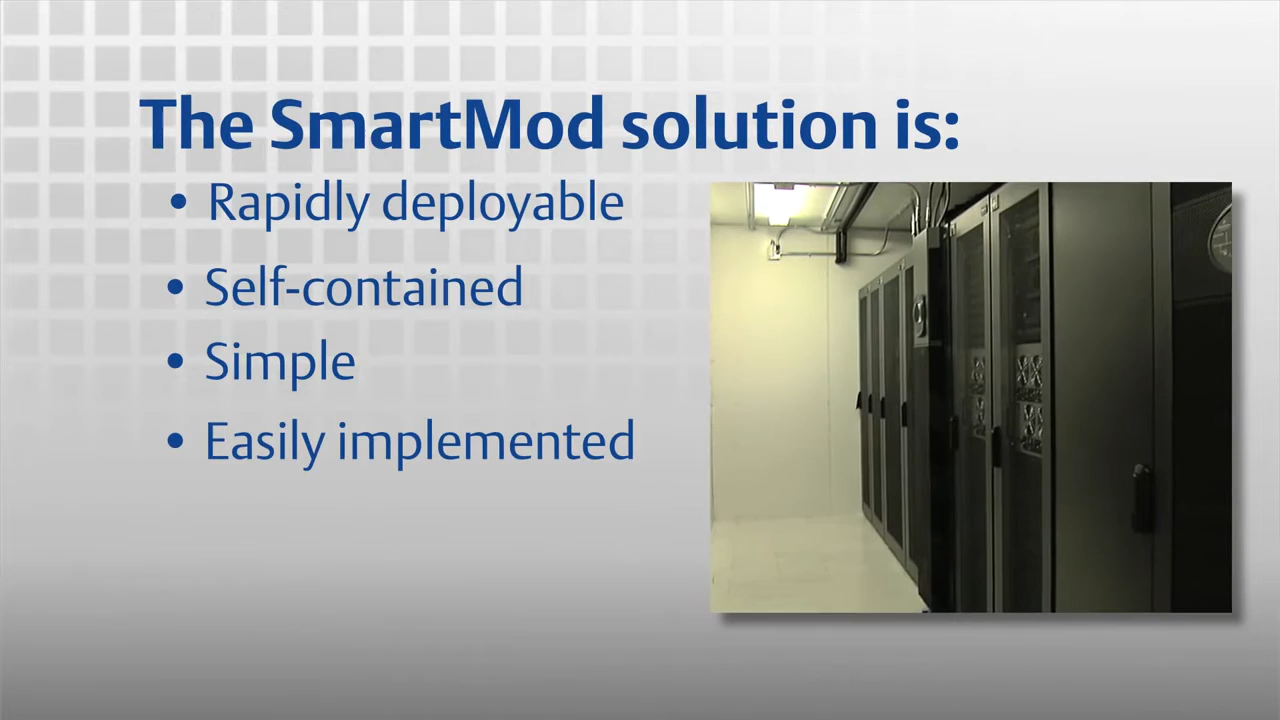 The SmartMod solution is:
• Rapidly deployable
• Self-contained
• Simple
• Easily implemented